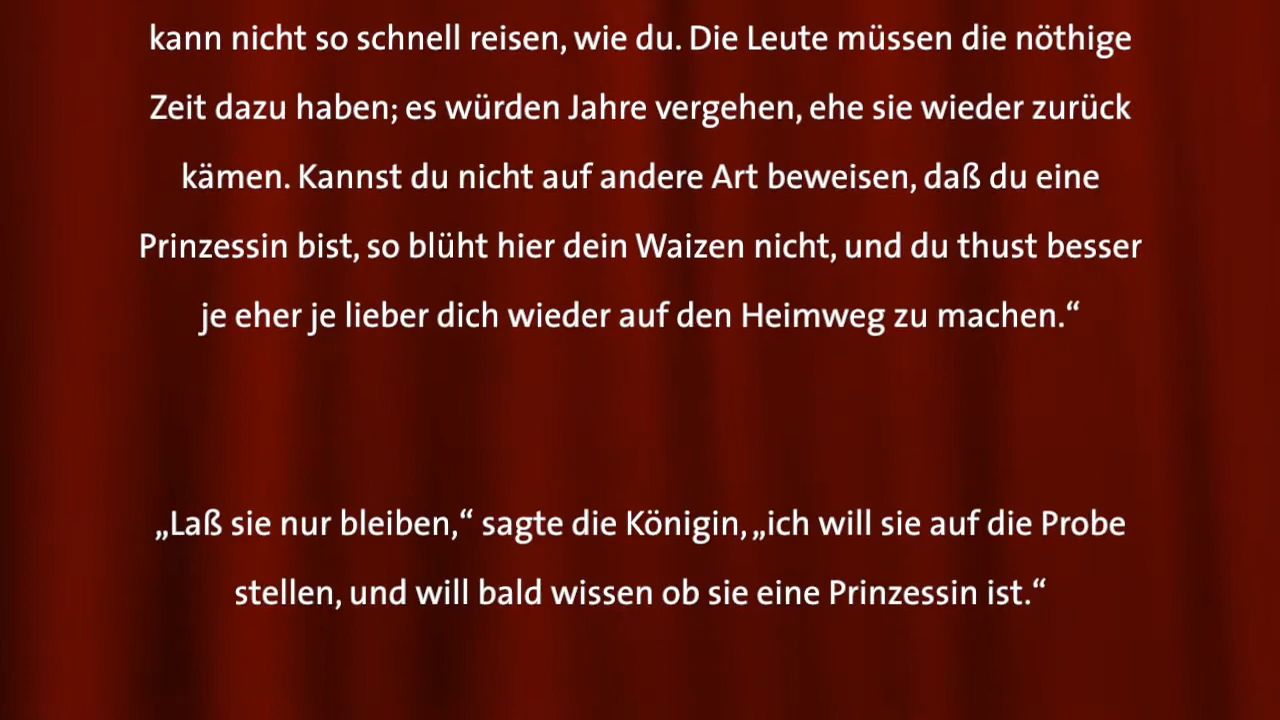 kann nicht so schnell reisen, wie du. Die Leute müssen die nöthige
Zeit dazu haben; es würden Jahre vergehen, ehe sie wieder zurück
kämen. Kannst du nicht auf andere Art beweisen, daß du eine
Prinzessin bist, so blüht hier dein Waizen nicht, und du thust besser
je eher je lieber dich wieder auf den Heimweg zu machen.“
„Laß sie nur bleiben,“ sagte die Königin, „ich will sie auf die Probe
stellen, und will bald wissen ob sie eine Prinzessin ist.“